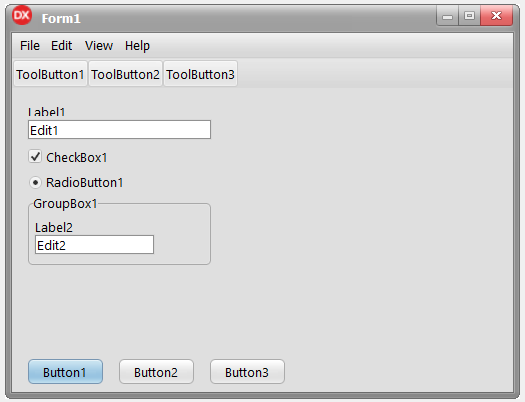 DX Form1
File Edit View Help
ToolButton1 ToolButton2 ToolButton3
Label1
Edit1
CheckBox1
RadioButton1
GroupBox1
Label2
Edit2
Button1 Button2 Button3